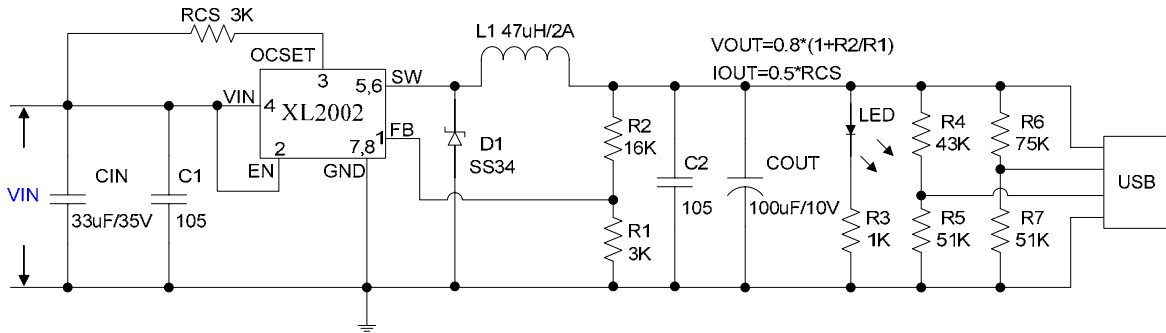 RCS 3K
OCSET
3
VIN
4
XL2002
5,6
SW
1
FB
2
EN
7,8
GND
L1 47uH/2A
VOUT=0.8*(1+R2/R1)
IOUT=0.5*RCS
VIN
CIN
33uF/35V
C1
105
D1
SS34
R2
16K
R1
3K
C2
105
COUT
100uF/10V
LED
R3
1K
R4
43K
R5
51K
R6
75K
R7
51K
USB